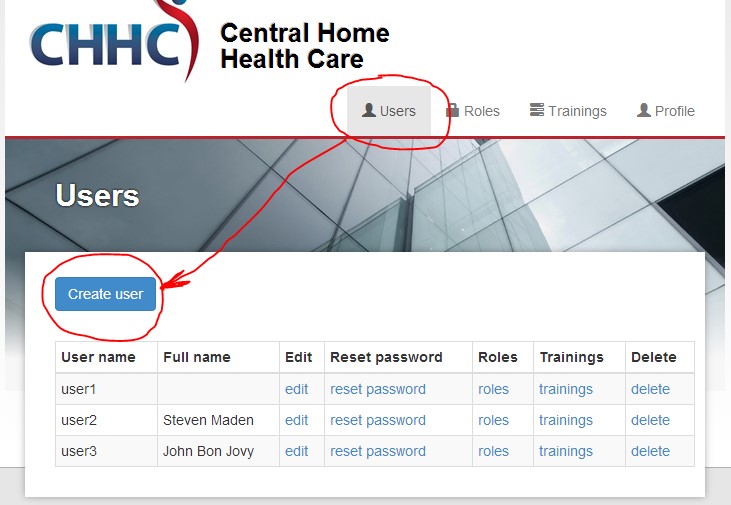 CHHC
Central Home
Health Care
Users Roles Trainings Profile
Users
Create user
User name Full name Edit Reset password Roles Trainings Delete
user1 edit reset password roles trainings delete
user2 Steven Maden edit reset password roles trainings delete
user3 John Bon Jovy edit reset password roles trainings delete